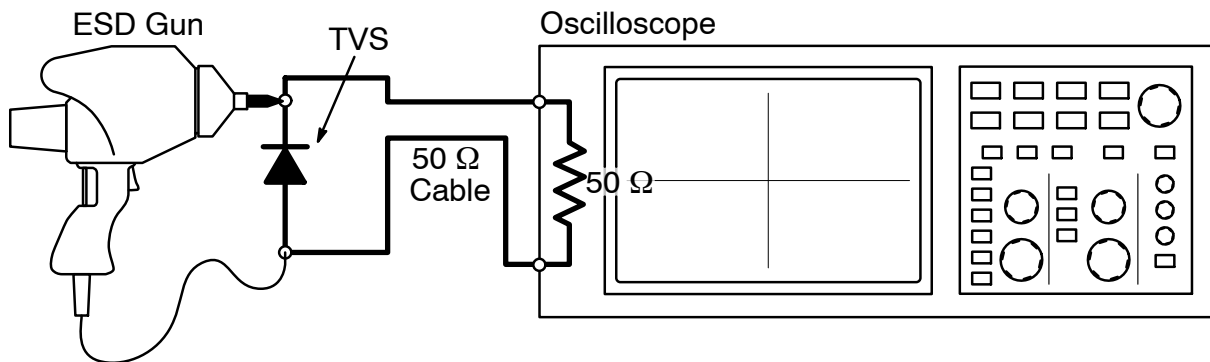 ESD Gun
TVS
Oscilloscope
50 Ω
Cable
50 Ω